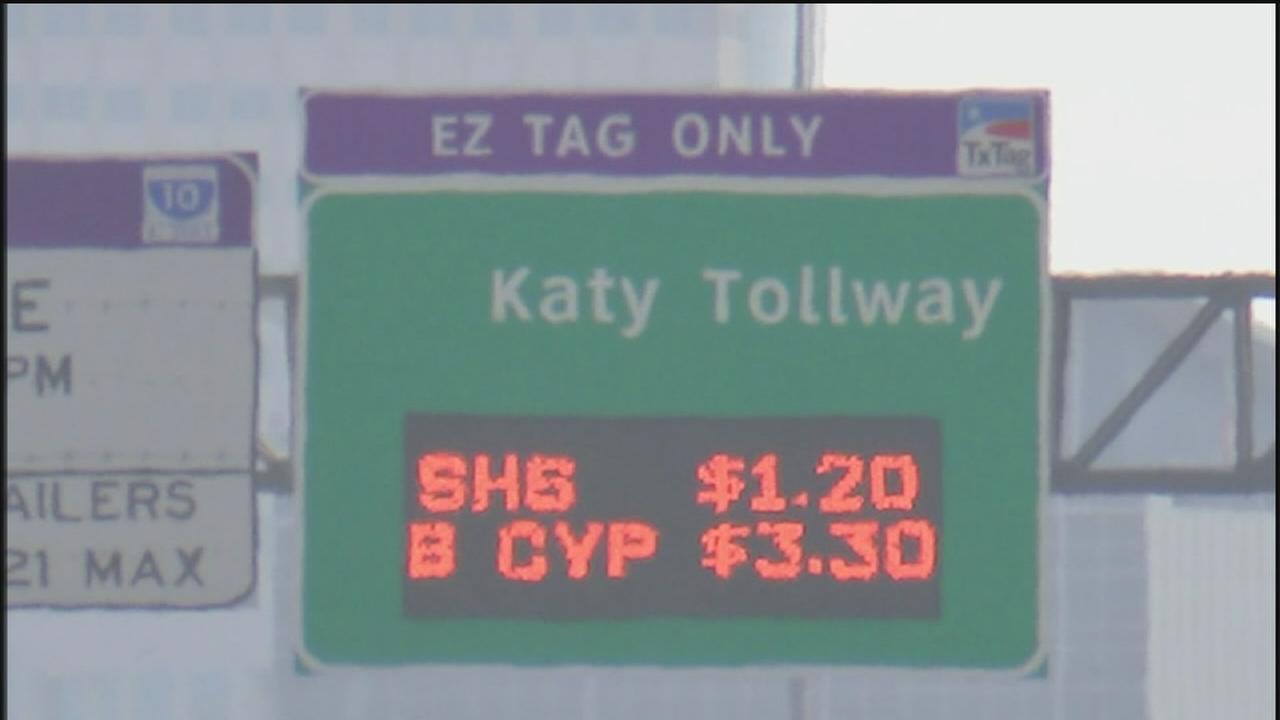 10
E
PM
AILERS
21 MAX
EZ TAG ONLY
TxTag
Katy Tollway
SH6 $1.20
B CYP $3.30